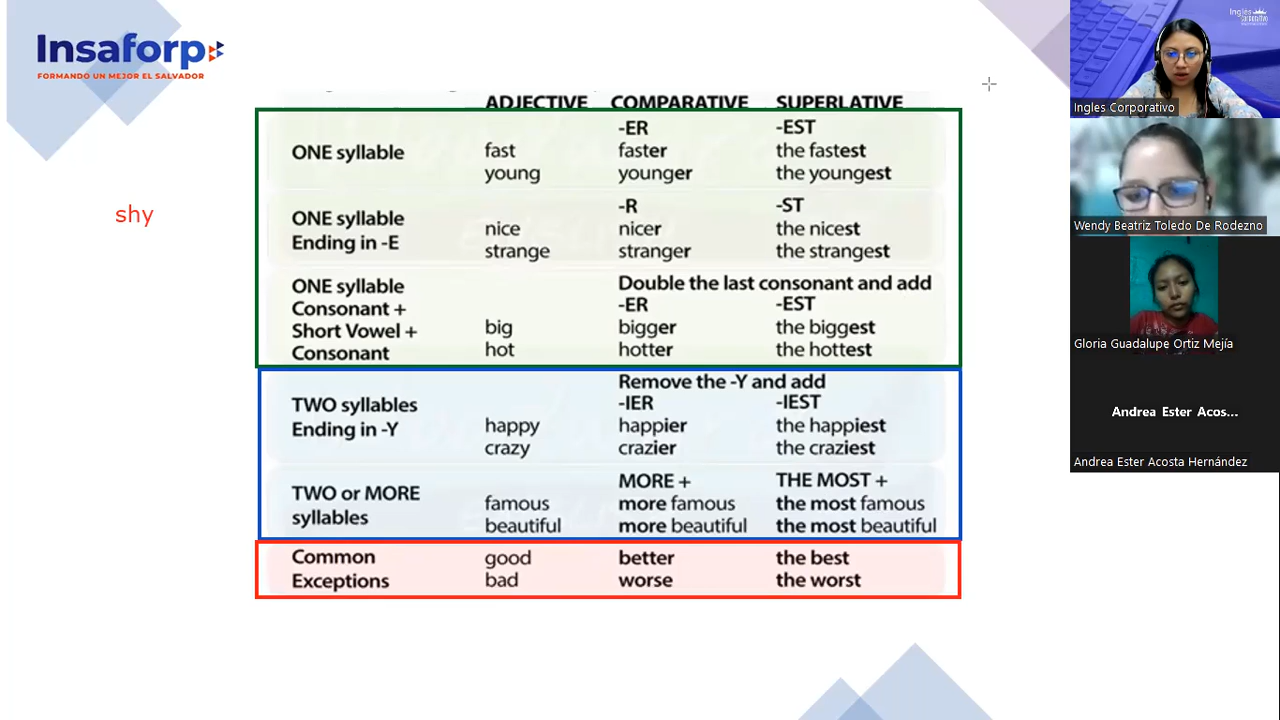 Insaforp
FORMANDO UN MEJOR EL SALVADOR
shy
ADJECTIVE COMPARATIVE SUPERLATIVE
-ER -EST
ONE syllable fast faster the fastest
young younger the youngest
-R -ST
ONE syllable nice nicer the nicest
Ending in -E strange stranger the strangest
ONE syllable Double the last consonant and add
Consonant + -ER -EST
Short Vowel + big bigger the biggest
Consonant hot hotter the hottest
Remove the -Y and add
TWO syllables -IER -IEST
Ending in -Y happy happier the happiest
crazy crazier the craziest
TWO or MORE MORE + THE MOST +
syllables famous more famous the most famous
beautiful more beautiful the most beautiful
Common good better the best
Exceptions bad worse the worst
Ingles Corporativo
Wendy Beatriz Toledo De Rodezno
Gloria Guadalupe Ortiz Mejía
Andrea Ester Acos...
Andrea Ester Acosta Hernández